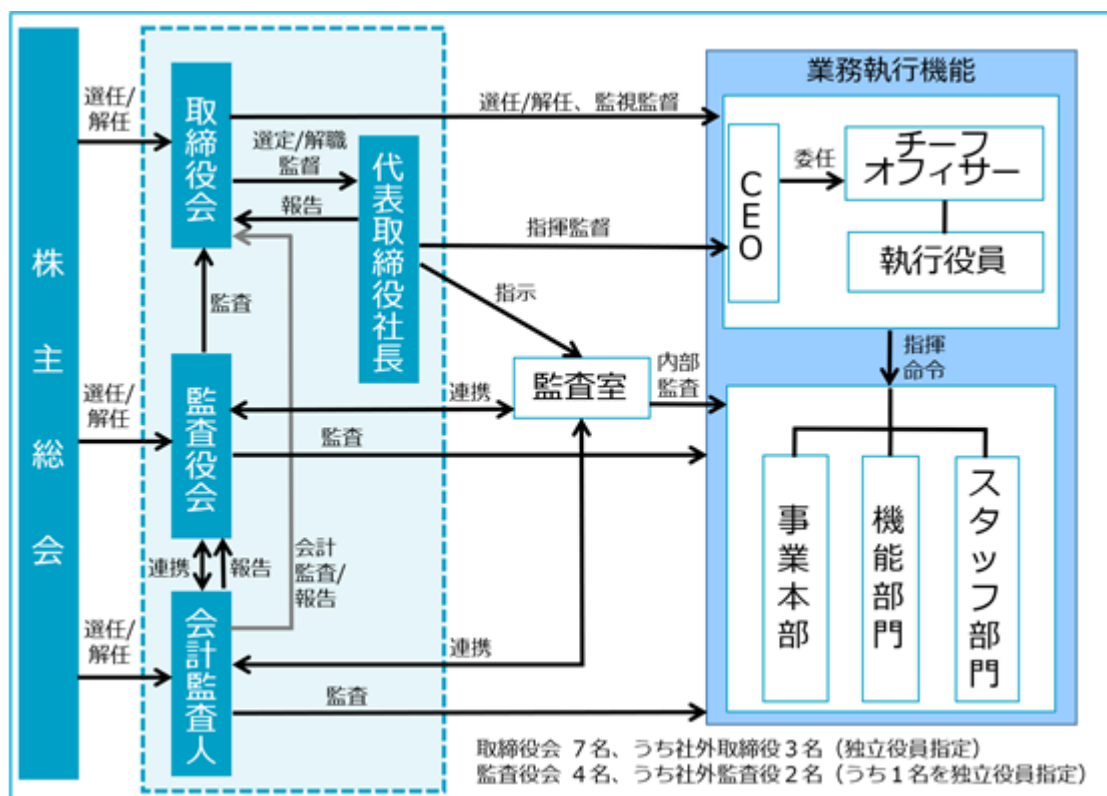 株主総会
選任/
解任
取締役会
選定/解職
監督
報告
代表取締役社長
選任/解任、監視監督
指揮監督
指示
業務執行機能
CEO
委任
チーフ
オフィサー
執行役員
指揮
命令
監査
選任/
解任
監査役会
連携
監査室
内部
監査
監査
連携
報告
会計
監査/
報告
選任/
解任
会計監査人
連携
監査
事業本部
機能部門
スタッフ部門
取締役会 7名、うち社外取締役3名（独立役員指定）
監査役会 4名、うち社外監査役2名（うち1名を独立役員指定）